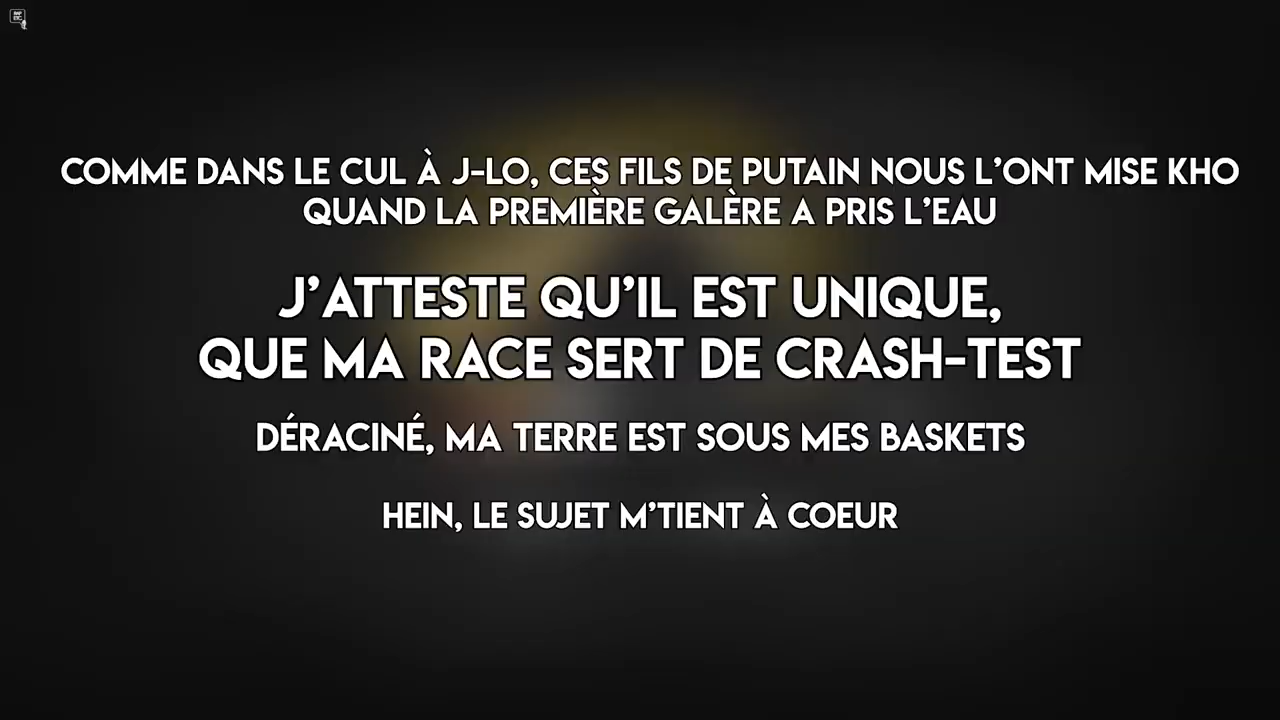 COMME DANS LE CUL À J-LO, CES FILS DE PUTAIN NOUS L'ONT MISE KHO
QUAND LA PREMIÈRE GALÈRE A PRIS L'EAU
J'ATTESTE QU'IL EST UNIQUE,
QUE MA RACE SERT DE CRASH-TEST
DÉRACINÉ, MA TERRE EST SOUS MES BASKETS
HEIN, LE SUJET M'TIENT À COEUR